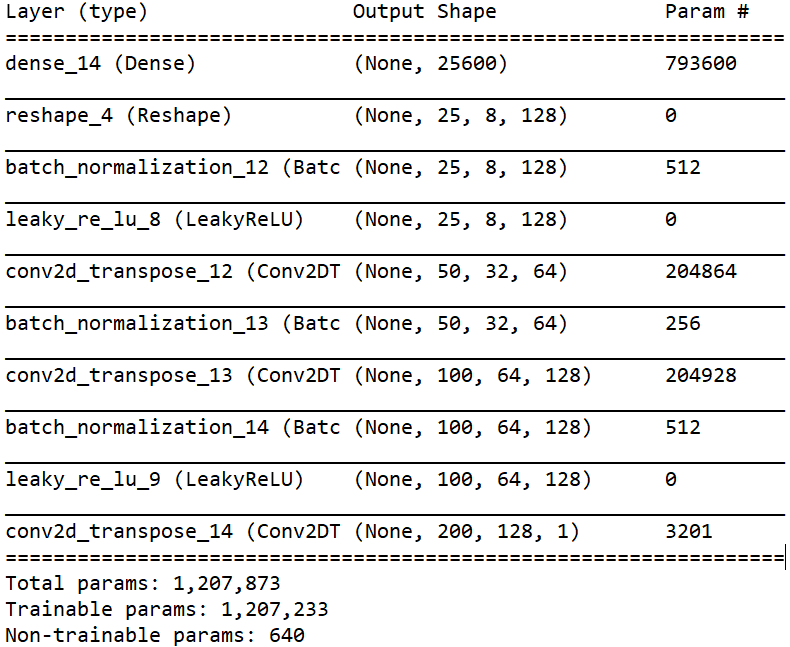 Layer (type) Output Shape Param #
=================================================================
dense_14 (Dense) (None, 25600) 793600
_________________________________________________________________
reshape_4 (Reshape) (None, 25, 8, 128) 0
_________________________________________________________________
batch_normalization_12 (Batc (None, 25, 8, 128) 512
_________________________________________________________________
leaky_re_lu_8 (LeakyReLU) (None, 25, 8, 128) 0
_________________________________________________________________
conv2d_transpose_12 (Conv2DT (None, 50, 32, 64) 204864
_________________________________________________________________
batch_normalization_13 (Batc (None, 50, 32, 64) 256
_________________________________________________________________
conv2d_transpose_13 (Conv2DT (None, 100, 64, 128) 204928
_________________________________________________________________
batch_normalization_14 (Batc (None, 100, 64, 128) 512
_________________________________________________________________
leaky_re_lu_9 (LeakyReLU) (None, 100, 64, 128) 0
_________________________________________________________________
conv2d_transpose_14 (Conv2DT (None, 200, 128, 1) 3201
=================================================================
Total params: 1,207,873
Trainable params: 1,207,233
Non-trainable params: 640